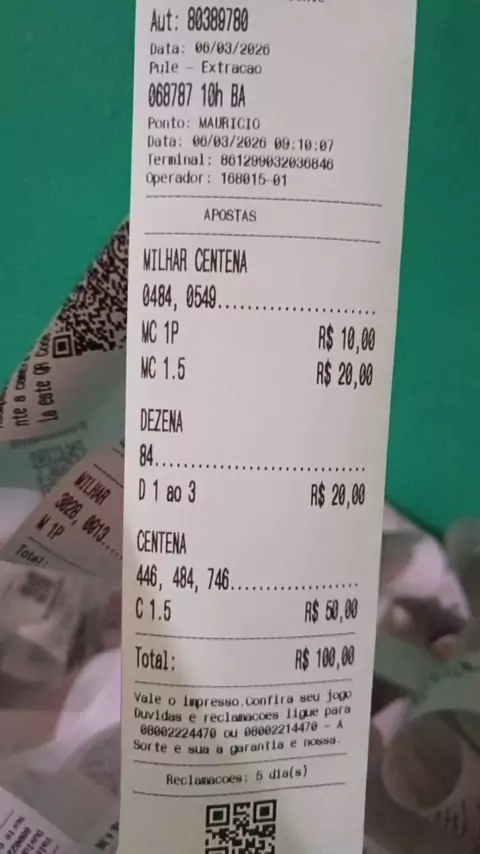 Aut: 80389780
Data: 06/03/2026
Pule - Extracao
068787 10h BA
Ponto: MAURICIO
Data: 06/03/2026 09:10:07
Terminal: 861299032036846
Operador: 168015-01
APOSTAS
MILHAR CENTENA
0484, 0549
MC 1P R$ 10,00
MC 1.5 R$ 20,00
DEZENA
84
D 1 ao 3 R$ 20,00
CENTENA
446, 484, 746
C 1.5 R$ 50,00
Total: R$ 100,00
Vale o impresso.Confira seu jogo
Duvidas e reclamacoes ligue para
08002224470 ou 08002214470 - A
Sorte e sua a garantia e nossa.
Reclamacoes: 5 dia(s)
MILHAR
M 1P
Total: